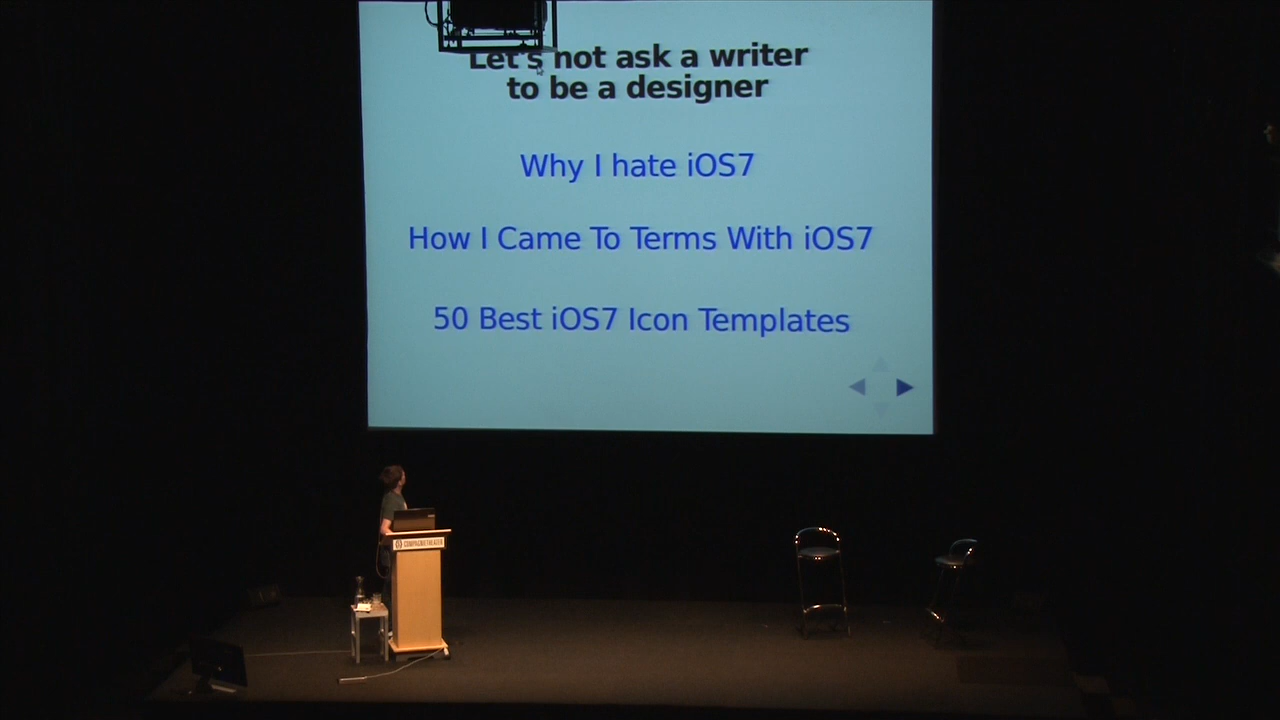 Let's not ask a writer
to be a designer
Why I hate iOS7
How I Came To Terms With iOS7
50 Best iOS7 Icon Templates
COMPAGNIETHEATER